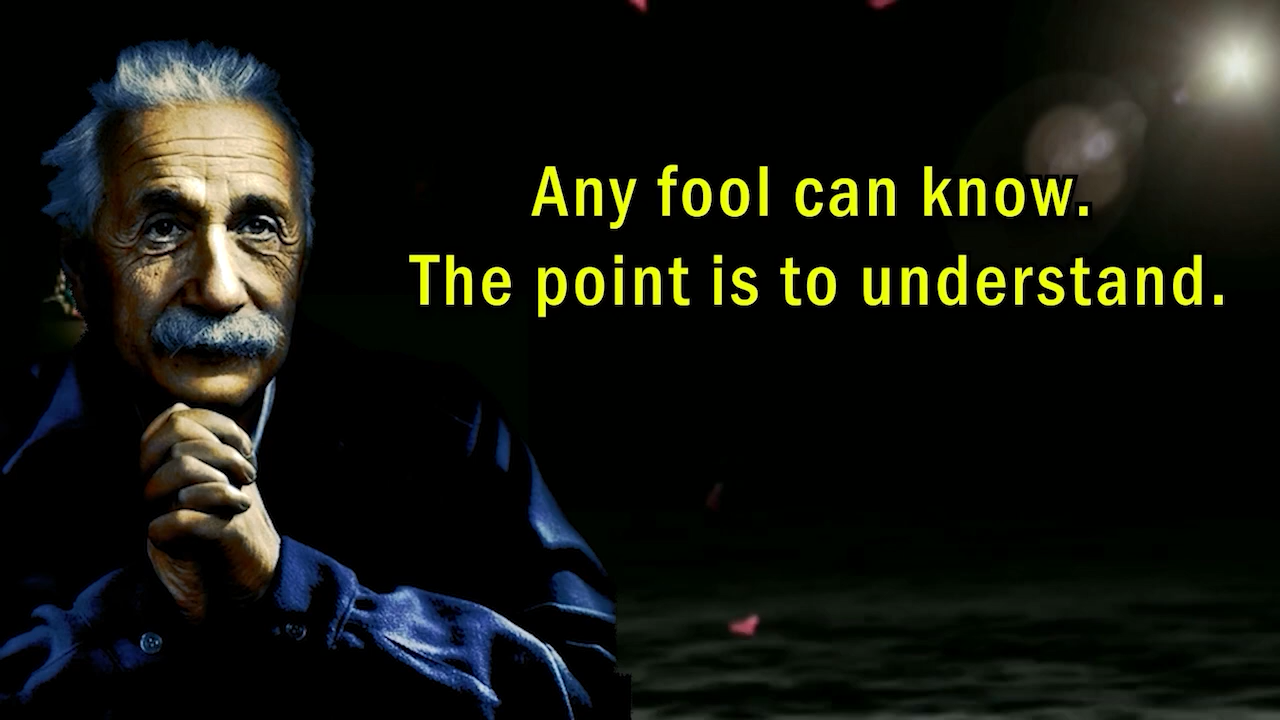 Any fool can know.
The point is to understand.